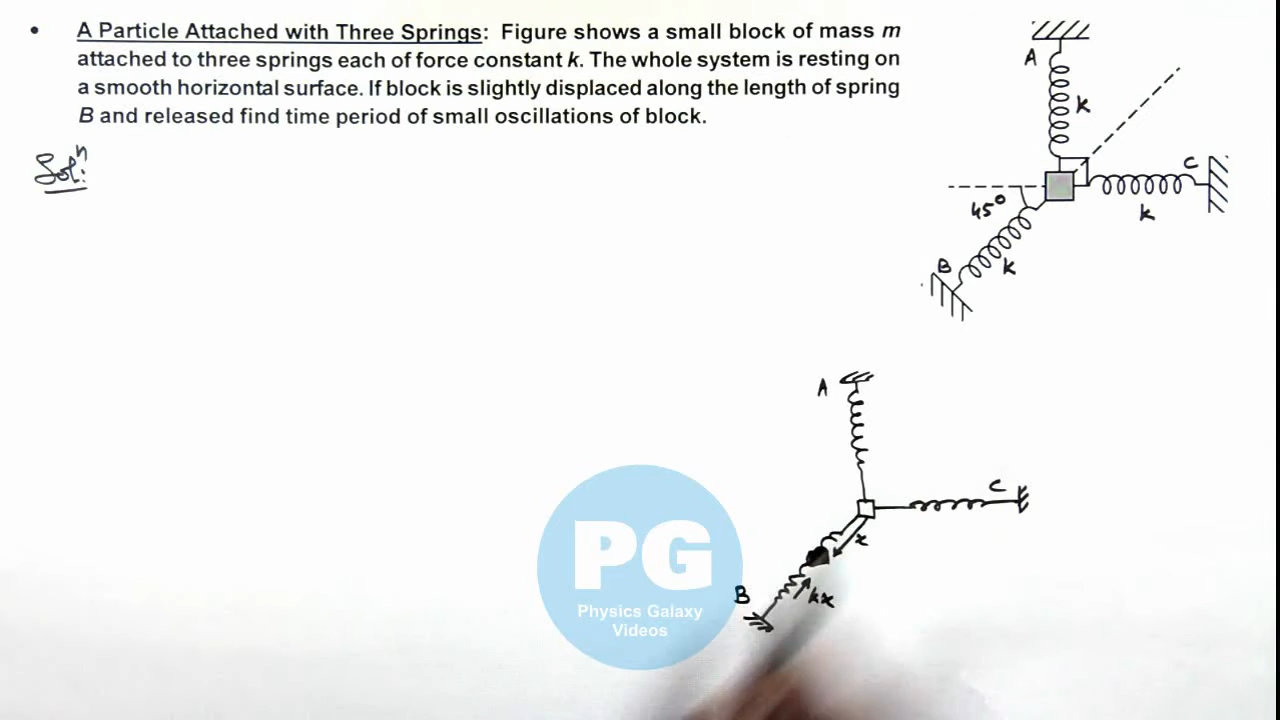 • A Particle Attached with Three Springs: Figure shows a small block of mass m
attached to three springs each of force constant k. The whole system is resting on
a smooth horizontal surface. If block is slightly displaced along the length of spring
B and released find time period of small oscillations of block.
Solⁿ:
A
k
C
k
45°
B
k
A
C
x
B
kx
PG
Physics Galaxy
Videos